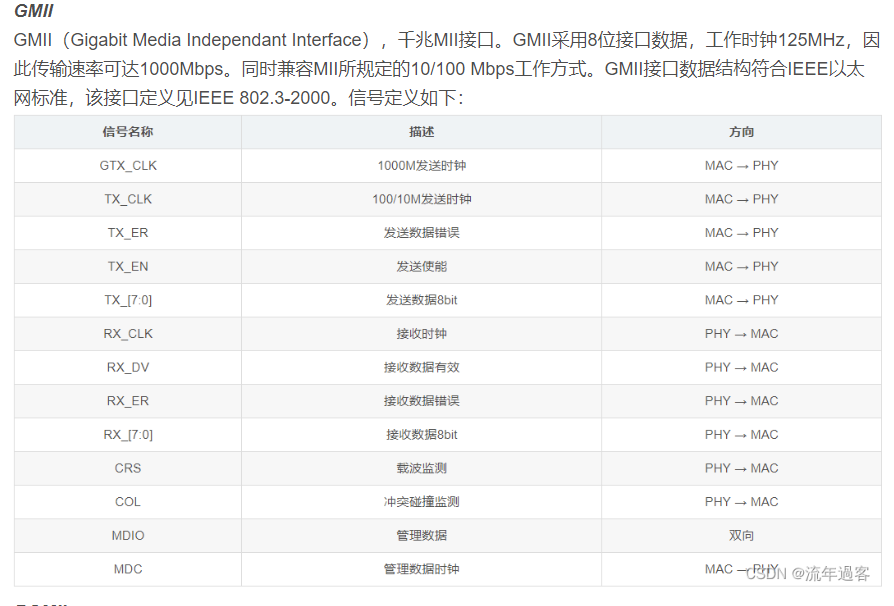 GMII
GMII（Gigabit Media Independant Interface），千兆MII接口。GMII采用8位接口数据，工作时钟125MHz，因
此传输速率可达1000Mbps。同时兼容MII所规定的10/100 Mbps工作方式。GMII接口数据结构符合IEEE以太
网标准，该接口定义见IEEE 802.3-2000。信号定义如下：
信号名称 描述 方向
GTX_CLK 1000M发送时钟 MAC → PHY
TX_CLK 100/10M发送时钟 MAC → PHY
TX_ER 发送数据错误 MAC → PHY
TX_EN 发送使能 MAC → PHY
TX_[7:0] 发送数据8bit MAC → PHY
RX_CLK 接收时钟 PHY → MAC
RX_DV 接收数据有效 PHY → MAC
RX_ER 接收数据错误 PHY → MAC
RX_[7:0] 接收数据8bit PHY → MAC
CRS 载波监测 PHY → MAC
COL 冲突碰撞监测 PHY → MAC
MDIO 管理数据 双向
MDC 管理数据时钟 MAC → PHY
CSDN @流年過客